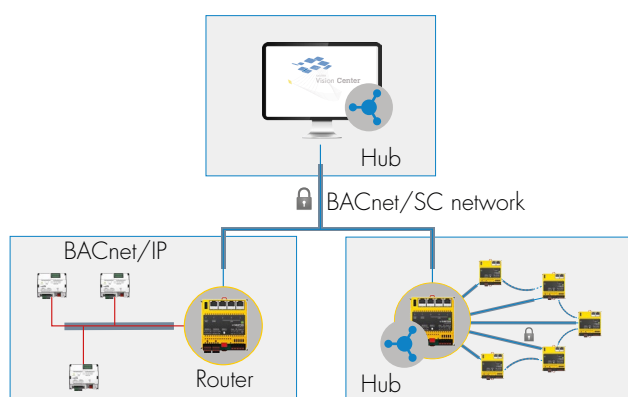 Vision Center
Hub
BACnet/SC network
BACnet/IP
Router
Hub